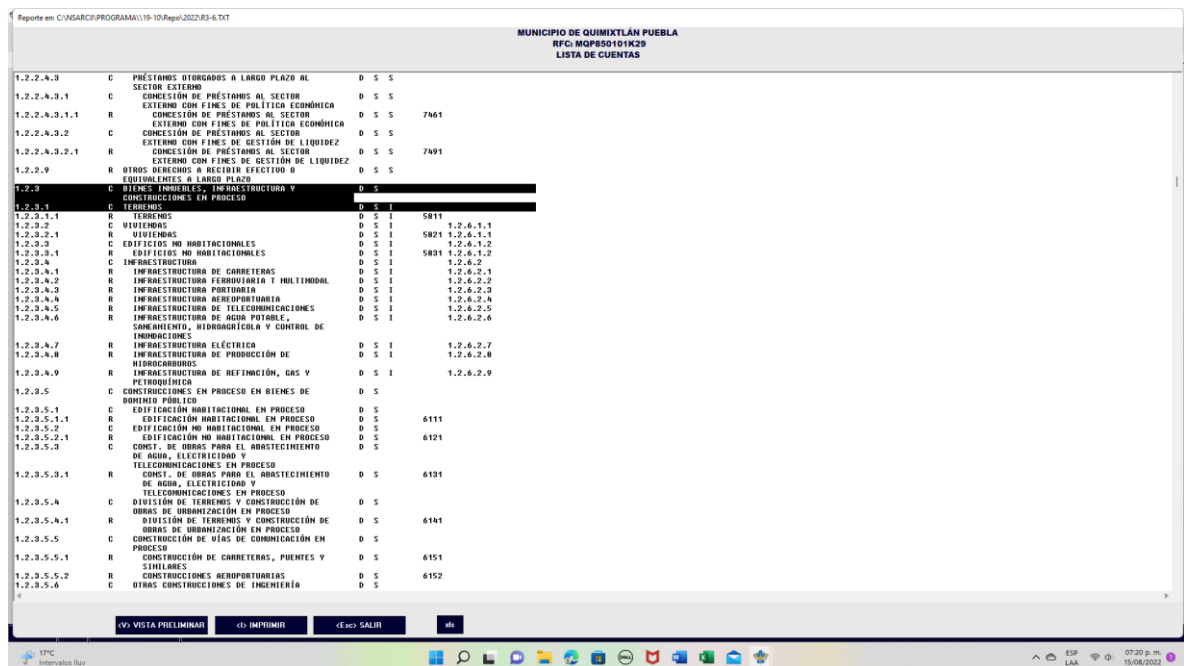 Reporte en: C:\NSARCII\PROGRAMA\\19-10\Repo\2022\R3-6.TXT
MUNICIPIO DE QUIMIXTLÁN PUEBLA
RFC: MQP850101K29
LISTA DE CUENTAS
1.2.2.4.3 C PRÉSTAMOS OTORGADOS A LARGO PLAZO AL D S S
SECTOR EXTERNO
1.2.2.4.3.1 C CONCESIÓN DE PRÉSTAMOS AL SECTOR D S S
EXTERNO CON FINES DE POLÍTICA ECONÓMICA
1.2.2.4.3.1.1 R CONCESIÓN DE PRÉSTAMOS AL SECTOR D S S 7461
EXTERNO CON FINES DE POLÍTICA ECONÓMICA
1.2.2.4.3.2 C CONCESIÓN DE PRÉSTAMOS AL SECTOR D S S
EXTERNO CON FINES DE GESTIÓN DE LIQUIDEZ
1.2.2.4.3.2.1 R CONCESIÓN DE PRÉSTAMOS AL SECTOR D S S 7491
EXTERNO CON FINES DE GESTIÓN DE LIQUIDEZ
1.2.2.9 R OTROS DERECHOS A RECIBIR EFECTIVO O D S S
EQUIVALENTES A LARGO PLAZO
1.2.3 C BIENES INMUEBLES, INFRAESTRUCTURA Y D S
CONSTRUCCIONES EN PROCESO
1.2.3.1 C TERRENOS D S I
1.2.3.1.1 R TERRENOS D S I 5811
1.2.3.2 C VIVIENDAS D S I 1.2.6.1.1
1.2.3.2.1 R VIVIENDAS D S I 5821 1.2.6.1.1
1.2.3.3 C EDIFICIOS NO HABITACIONALES D S I 1.2.6.1.2
1.2.3.3.1 R EDIFICIOS NO HABITACIONALES D S I 5831 1.2.6.1.2
1.2.3.4 C INFRAESTRUCTURA D S I 1.2.6.2
1.2.3.4.1 R INFRAESTRUCTURA DE CARRETERAS D S I 1.2.6.2.1
1.2.3.4.2 R INFRAESTRUCTURA FERROVIARIA T MULTIMODAL D S I 1.2.6.2.2
1.2.3.4.3 R INFRAESTRUCTURA PORTUARIA D S I 1.2.6.2.3
1.2.3.4.4 R INFRAESTRUCTURA AEREOPORTUARIA D S I 1.2.6.2.4
1.2.3.4.5 R INFRAESTRUCTURA DE TELECOMUNICACIONES D S I 1.2.6.2.5
1.2.3.4.6 R INFRAESTRUCTURA DE AGUA POTABLE, D S I 1.2.6.2.6
SANEAMIENTO, HIDROAGRÍCOLA Y CONTROL DE
INUNDACIONES
1.2.3.4.7 R INFRAESTRUCTURA ELÉCTRICA D S I 1.2.6.2.7
1.2.3.4.8 R INFRAESTRUCTURA DE PRODUCCIÓN DE D S I 1.2.6.2.8
HIDROCARBUROS
1.2.3.4.9 R INFRAESTRUCTURA DE REFINACIÓN, GAS Y D S I 1.2.6.2.9
PETROQUÍMICA
1.2.3.5 C CONSTRUCCIONES EN PROCESO EN BIENES DE D S
DOMINIO PÚBLICO
1.2.3.5.1 C EDIFICACIÓN HABITACIONAL EN PROCESO D S
1.2.3.5.1.1 R EDIFICACIÓN HABITACIONAL EN PROCESO D S 6111
1.2.3.5.2 C EDIFICACIÓN NO HABITACIONAL EN PROCESO D S
1.2.3.5.2.1 R EDIFICACIÓN NO HABITACIONAL EN PROCESO D S 6121
1.2.3.5.3 C CONST. DE OBRAS PARA EL ABASTECIMIENTO D S
DE AGUA, ELECTRICIDAD Y
TELECOMUNICACIONES EN PROCESO
1.2.3.5.3.1 R CONST. DE OBRAS PARA EL ABASTECIMIENTO D S 6131
DE AGUA, ELECTRICIDAD Y
TELECOMUNICACIONES EN PROCESO
1.2.3.5.4 C DIVISIÓN DE TERRENOS Y CONSTRUCCIÓN DE D S
OBRAS DE URBANIZACIÓN EN PROCESO
1.2.3.5.4.1 R DIVISIÓN DE TERRENOS Y CONSTRUCCIÓN DE D S 6141
OBRAS DE URBANIZACIÓN EN PROCESO
1.2.3.5.5 C CONSTRUCCIÓN DE VÍAS DE COMUNICACIÓN EN D S
PROCESO
1.2.3.5.5.1 R CONSTRUCCIÓN DE CARRETERAS, PUENTES Y D S 6151
SIMILARES
1.2.3.5.5.2 R CONSTRUCCIONES AEROPORTUARIAS D S 6152
1.2.3.5.6 C OTRAS CONSTRUCCIONES DE INGENIERÍA D S
<V> VISTA PRELIMINAR <I> IMPRIMIR <Esc> SALIR xls
17°C
Intervalos lluv
ESP
LAA
07:20 p. m.
15/08/2022